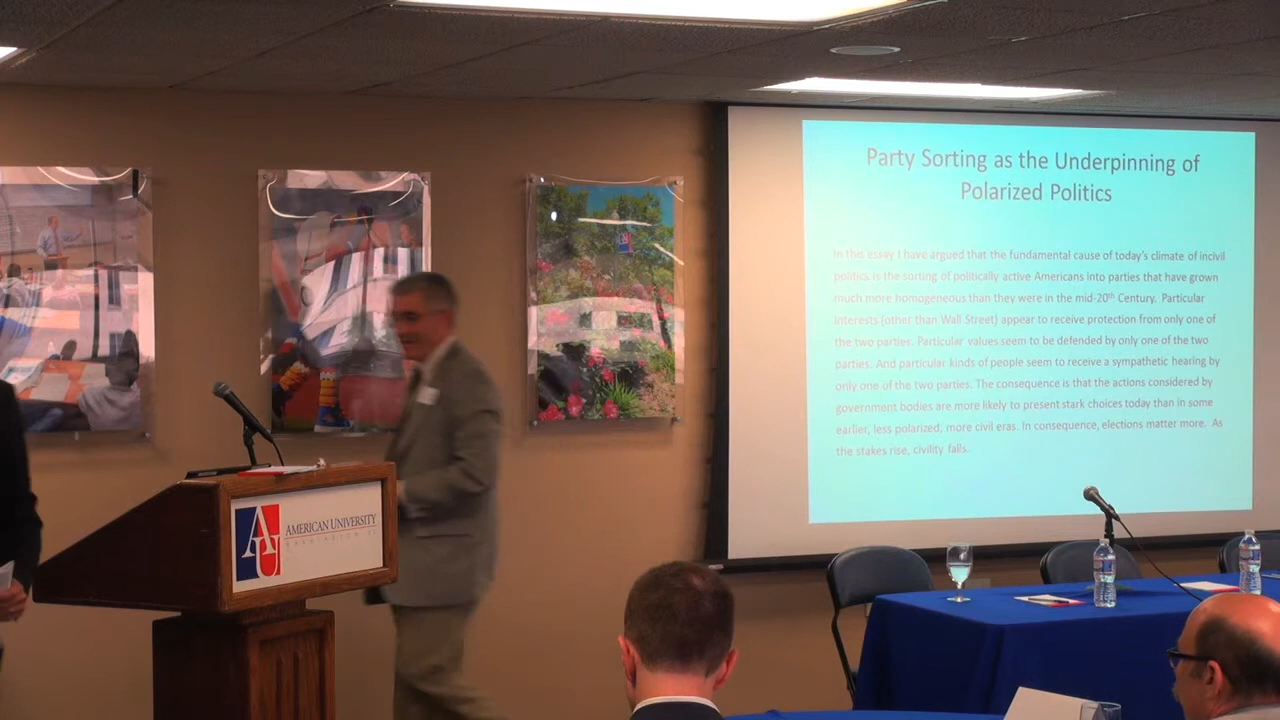 Party Sorting as the Underpinning of
Polarized Politics
In this essay I have argued that the fundamental cause of today's climate of incivil
politics is the sorting of politically active Americans into parties that have grown
much more homogeneous than they were in the mid-20th Century. Particular
interests (other than Wall Street) appear to receive protection from only one of
the two parties. Particular values seem to be defended by only one of the two
parties. And particular kinds of people seem to receive a sympathetic hearing by
only one of the two parties. The consequence is that the actions considered by
government bodies are more likely to present stark choices today than in some
earlier, less polarized, more civil eras. In consequence, elections matter more. As
the stakes rise, civility falls.
AU
AMERICAN UNIVERSITY